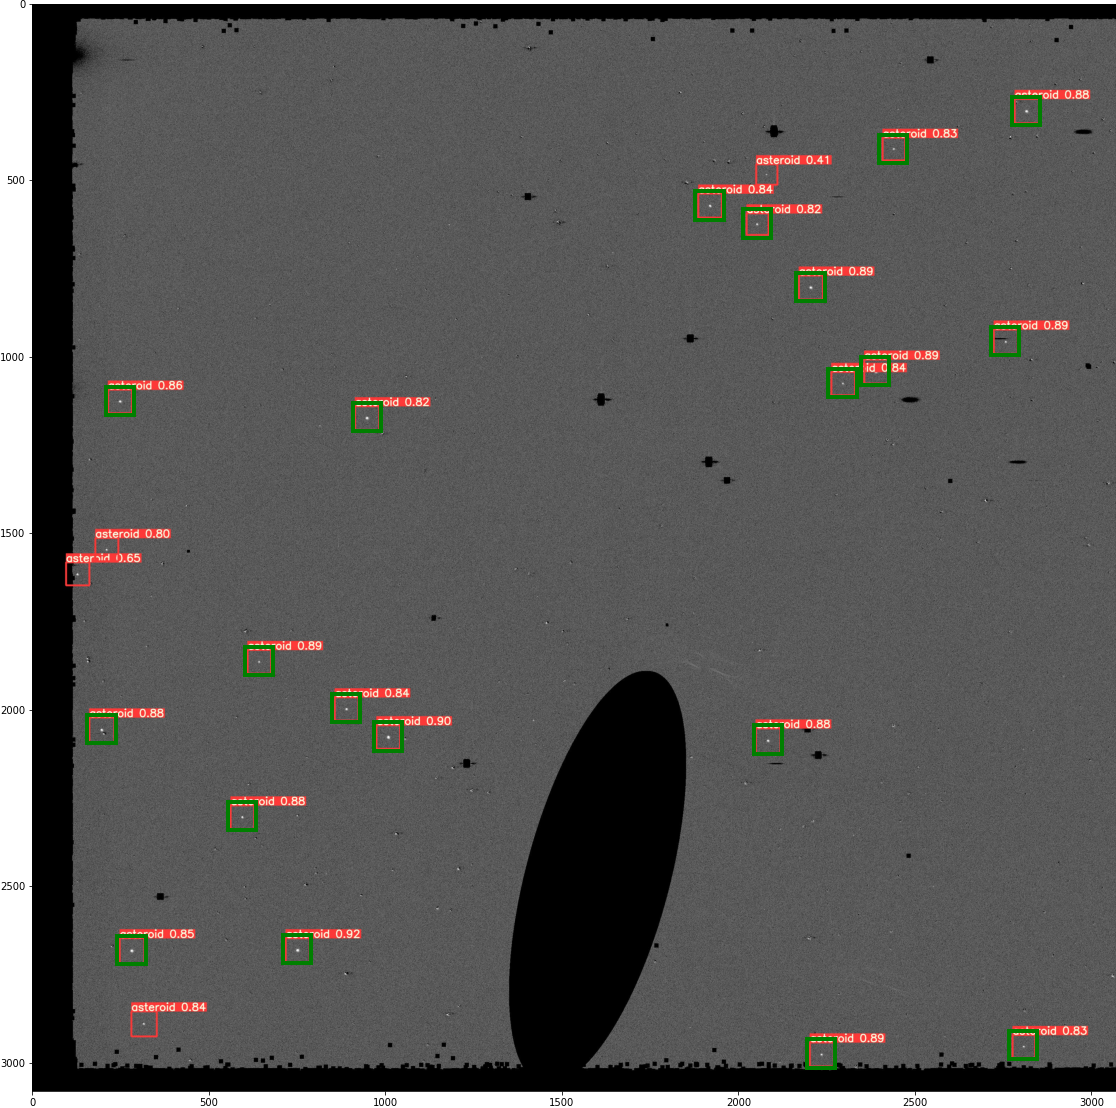 0
asteroid 0.88
asteroid 0.83
asteroid 0.41
500
asteroid 0.84
asteroid 0.82
asteroid 0.89
asteroid 0.89
asteroid 0.89
1000
asteroid 0.84
asteroid 0.86
asteroid 0.82
1500
asteroid 0.80
asteroid 0.65
asteroid 0.89
asteroid 0.84
2000
asteroid 0.88
asteroid 0.90
asteroid 0.88
asteroid 0.88
2500
asteroid 0.85
asteroid 0.92
asteroid 0.84
asteroid 0.83
asteroid 0.89
3000
0 500 1000 1500 2000 2500 3000